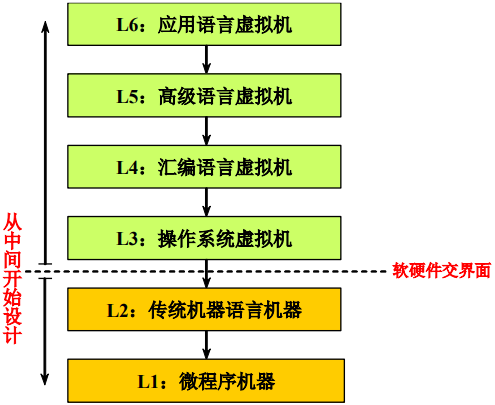 L6：应用语言虚拟机
L5：高级语言虚拟机
L4：汇编语言虚拟机
L3：操作系统虚拟机
从中间开始设计
软硬件交界面
L2：传统机器语言机器
L1：微程序机器